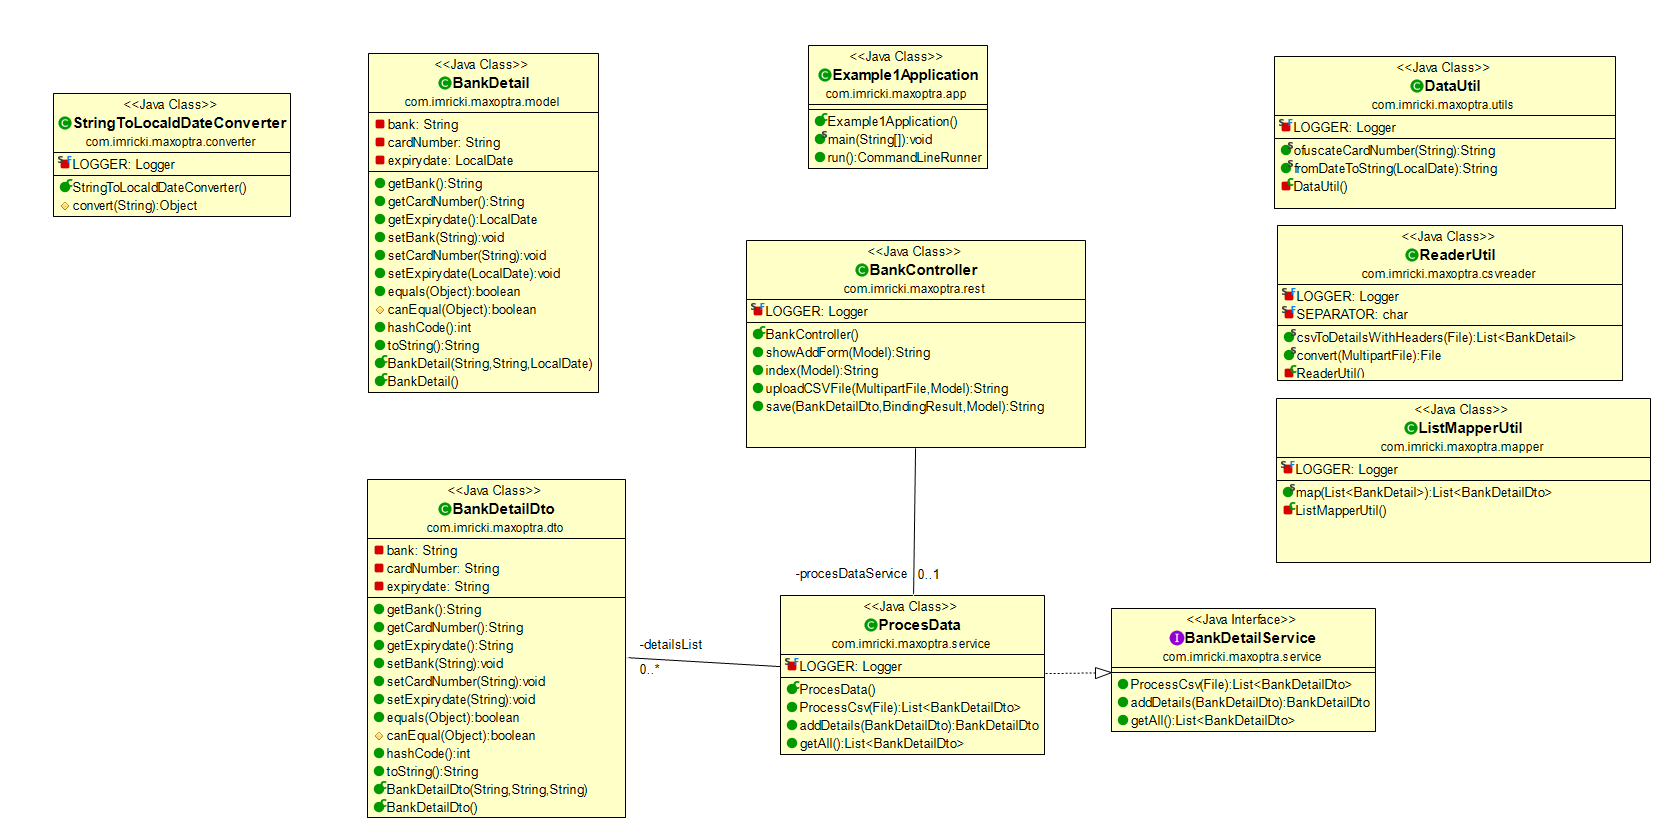 <<Java Class>>
StringToLocaldDateConverter
com.imricki.maxoptra.converter
LOGGER: Logger
StringToLocaldDateConverter()
convert(String):Object
<<Java Class>>
BankDetail
com.imricki.maxoptra.model
bank: String
cardNumber: String
expirydate: LocalDate
getBank():String
getCardNumber():String
getExpirydate():LocalDate
setBank(String):void
setCardNumber(String):void
setExpirydate(LocalDate):void
equals(Object):boolean
canEqual(Object):boolean
hashCode():int
toString():String
BankDetail(String,String,LocalDate)
BankDetail()
<<Java Class>>
Example1Application
com.imricki.maxoptra.app
Example1Application()
main(String[]):void
run():CommandLineRunner
<<Java Class>>
DataUtil
com.imricki.maxoptra.utils
LOGGER: Logger
ofuscateCardNumber(String):String
fromDateToString(LocalDate):String
DataUtil()
<<Java Class>>
BankController
com.imricki.maxoptra.rest
LOGGER: Logger
BankController()
showAddForm(Model):String
index(Model):String
uploadCSVFile(MultipartFile,Model):String
save(BankDetailDto,BindingResult,Model):String
<<Java Class>>
ReaderUtil
com.imricki.maxoptra.csvreader
LOGGER: Logger
SEPARATOR: char
csvToDetailsWithHeaders(File):List<BankDetail>
convert(MultipartFile):File
ReaderUtil()
<<Java Class>>
ListMapperUtil
com.imricki.maxoptra.mapper
LOGGER: Logger
map(List<BankDetail>):List<BankDetailDto>
ListMapperUtil()
<<Java Class>>
BankDetailDto
com.imricki.maxoptra.dto
bank: String
cardNumber: String
expirydate: String
getBank():String
getCardNumber():String
getExpirydate():String
setBank(String):void
setCardNumber(String):void
setExpirydate(String):void
equals(Object):boolean
canEqual(Object):boolean
hashCode():int
toString():String
BankDetailDto(String,String,String)
BankDetailDto()
-detailsList
0..*
-procesDataService
0..1
<<Java Class>>
ProcesData
com.imricki.maxoptra.service
LOGGER: Logger
ProcesData()
ProcessCsv(File):List<BankDetailDto>
addDetails(BankDetailDto):BankDetailDto
getAll():List<BankDetailDto>
<<Java Interface>>
BankDetailService
com.imricki.maxoptra.service
ProcessCsv(File):List<BankDetailDto>
addDetails(BankDetailDto):BankDetailDto
getAll():List<BankDetailDto>